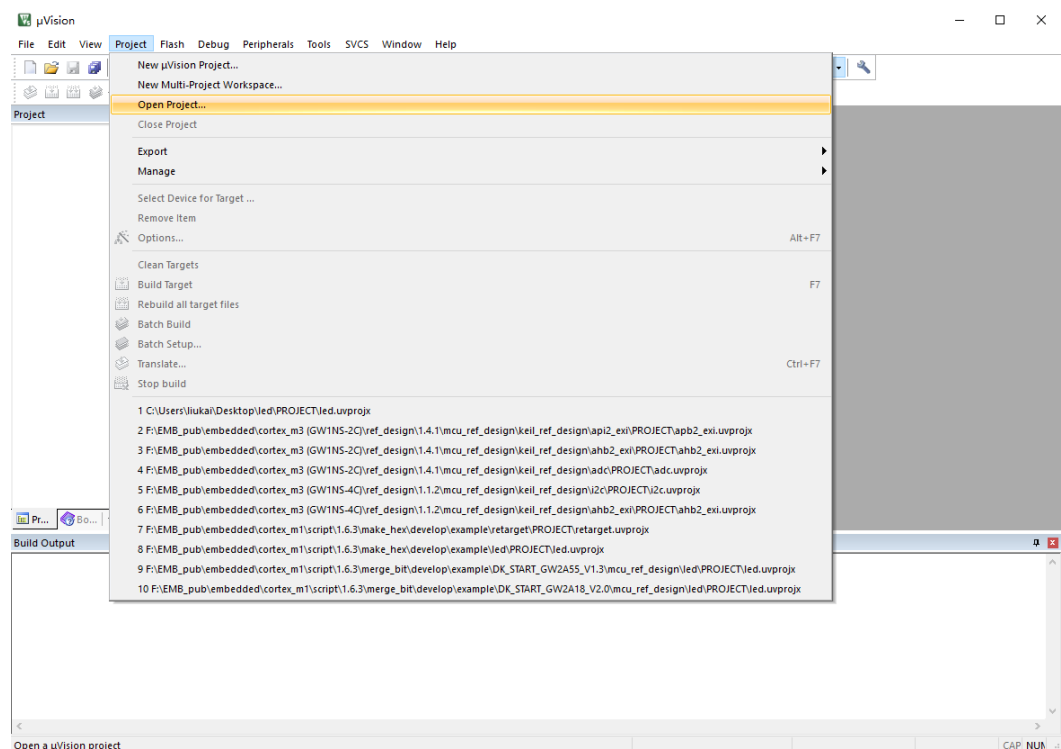 µVision
File Edit View Project Flash Debug Peripherals Tools SVCS Window Help
New µVision Project...
New Multi-Project Workspace...
Open Project...
Close Project
Export
Manage
Select Device for Target ...
Remove Item
Options... Alt+F7
Clean Targets
Build Target F7
Rebuild all target files
Batch Build
Batch Setup...
Translate... Ctrl+F7
Stop build
1 C:\Users\liukai\Desktop\led\PROJECT\led.uvprojx
2 F:\EMB_pub\embedded\cortex_m3 (GW1NS-2C)\ref_design\1.4.1\mcu_ref_design\keil_ref_design\api2_exi\PROJECT\apb2_exi.uvprojx
3 F:\EMB_pub\embedded\cortex_m3 (GW1NS-2C)\ref_design\1.4.1\mcu_ref_design\keil_ref_design\ahb2_exi\PROJECT\ahb2_exi.uvprojx
4 F:\EMB_pub\embedded\cortex_m3 (GW1NS-2C)\ref_design\1.4.1\mcu_ref_design\keil_ref_design\adc\PROJECT\adc.uvprojx
5 F:\EMB_pub\embedded\cortex_m3 (GW1NS-4C)\ref_design\1.1.2\mcu_ref_design\keil_ref_design\i2c\PROJECT\i2c.uvprojx
6 F:\EMB_pub\embedded\cortex_m3 (GW1NS-4C)\ref_design\1.1.2\mcu_ref_design\keil_ref_design\ahb2_exi\PROJECT\ahb2_exi.uvprojx
7 F:\EMB_pub\embedded\cortex_m1\script\1.6.3\make_hex\develop\example\retarget\PROJECT\retarget.uvprojx
8 F:\EMB_pub\embedded\cortex_m1\script\1.6.3\make_hex\develop\example\led\PROJECT\led.uvprojx
9 F:\EMB_pub\embedded\cortex_m1\script\1.6.3\merge_bit\develop\example\DK_START_GW2A55_V1.3\mcu_ref_design\led\PROJECT\led.uvprojx
10 F:\EMB_pub\embedded\cortex_m1\script\1.6.3\merge_bit\develop\example\DK_START_GW2A18_V2.0\mcu_ref_design\led\PROJECT\led.uvprojx
Project
Pr... Bo...
Build Output
Open a µVision project CAP NUM